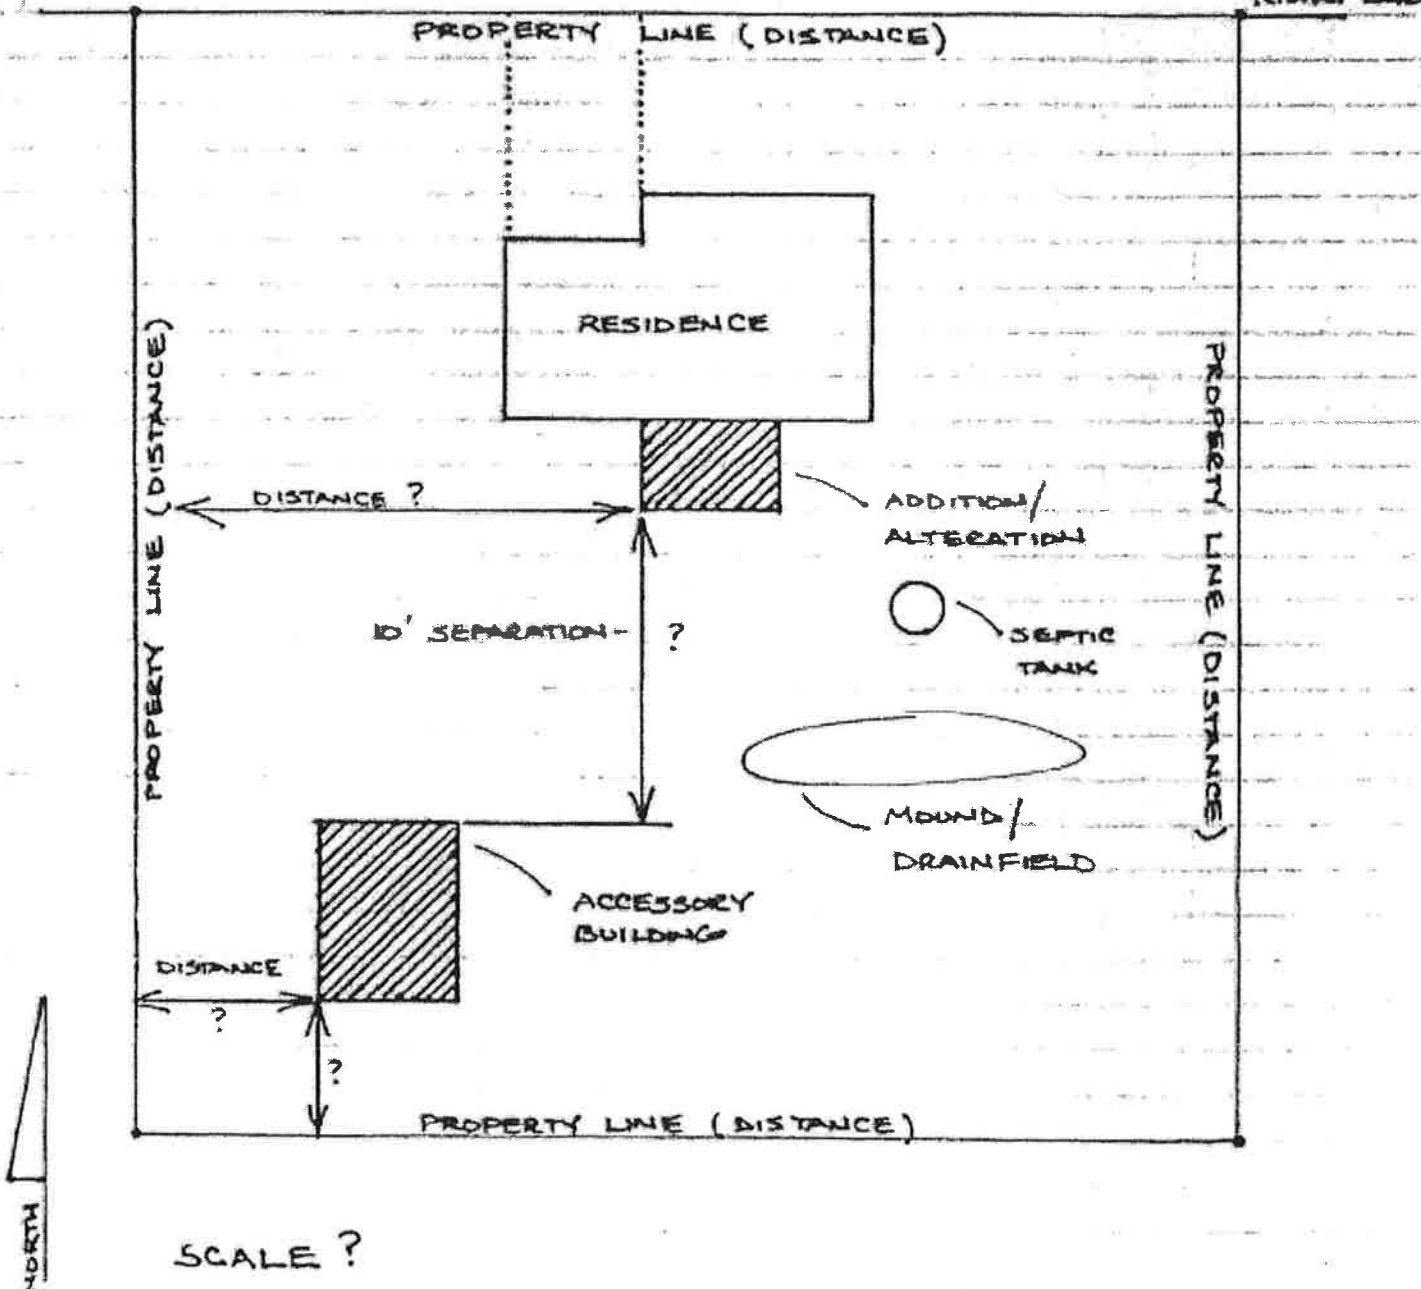 PROPERTY LINE (DISTANCE)
RESIDENCE
PROPERTY LINE (DISTANCE)
PROPERTY LINE (DISTANCE)
DISTANCE ?
ADDITION/
ALTERATION
10' SEPARATION- ?
SEPTIC
TANK
MOUND/
DRAINFIELD
ACCESSORY
BUILDING
DISTANCE
?
?
PROPERTY LINE (DISTANCE)
NORTH
SCALE ?